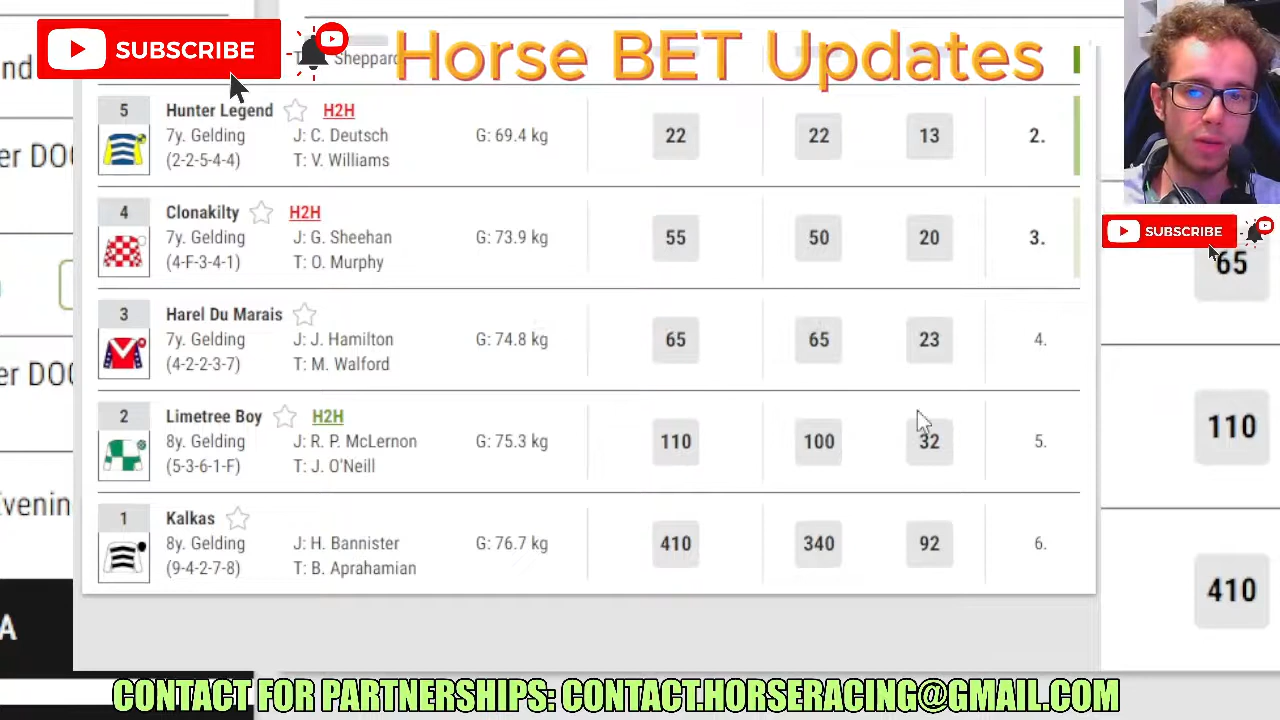 SUBSCRIBE
Horse BET Updates
Sheppard
5 Hunter Legend H2H
7y. Gelding J: C. Deutsch G: 69.4 kg 22 22 13 2.
(2-2-5-4-4) T: V. Williams
4 Clonakilty H2H
7y. Gelding J: G. Sheehan G: 73.9 kg 55 50 20 3.
(4-F-3-4-1) T: O. Murphy
3 Harel Du Marais
7y. Gelding J: J. Hamilton G: 74.8 kg 65 65 23 4.
(4-2-2-3-7) T: M. Walford
2 Limetree Boy H2H
8y. Gelding J: R. P. McLernon G: 75.3 kg 110 100 32 5.
(5-3-6-1-F) T: J. O'Neill
1 Kalkas
8y. Gelding J: H. Bannister G: 76.7 kg 410 340 92 6.
(9-4-2-7-8) T: B. Aprahamian
SUBSCRIBE
65
110
410
CONTACT FOR PARTNERSHIPS: CONTACT.HORSERACING@GMAIL.COM